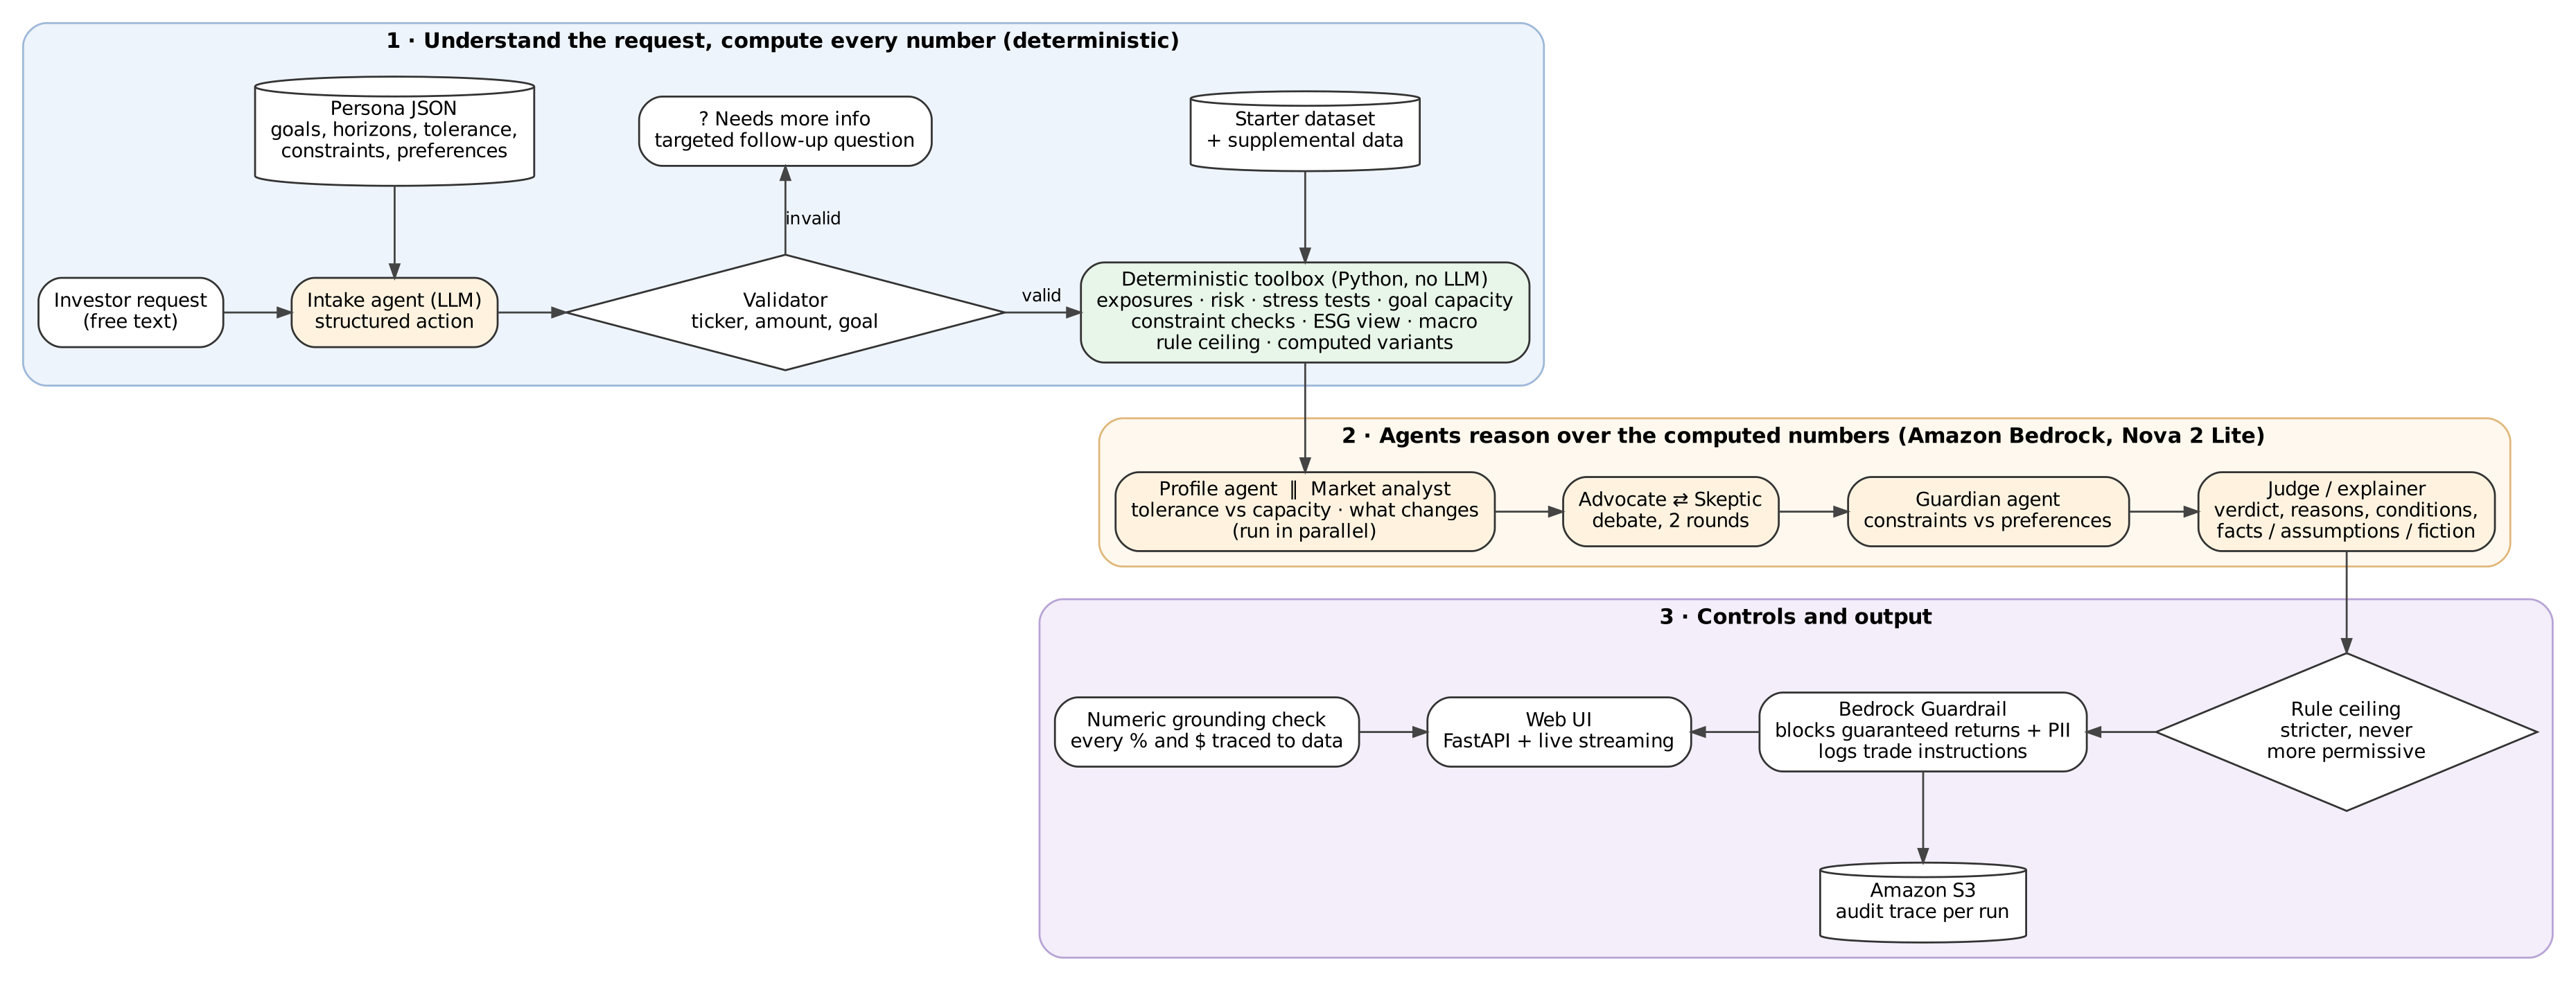 1 · Understand the request, compute every number (deterministic)
Persona JSON
goals, horizons, tolerance,
constraints, preferences
? Needs more info
targeted follow-up question
Starter dataset
+ supplemental data
invalid
Investor request
(free text)
Intake agent (LLM)
structured action
Validator
ticker, amount, goal
valid
Deterministic toolbox (Python, no LLM)
exposures · risk · stress tests · goal capacity
constraint checks · ESG view · macro
rule ceiling · computed variants
2 · Agents reason over the computed numbers (Amazon Bedrock, Nova 2 Lite)
Profile agent ‖ Market analyst
tolerance vs capacity · what changes
(run in parallel)
Advocate ⇄ Skeptic
debate, 2 rounds
Guardian agent
constraints vs preferences
Judge / explainer
verdict, reasons, conditions,
facts / assumptions / fiction
3 · Controls and output
Numeric grounding check
every % and $ traced to data
Web UI
FastAPI + live streaming
Bedrock Guardrail
blocks guaranteed returns + PII
logs trade instructions
Rule ceiling
stricter, never
more permissive
Amazon S3
audit trace per run